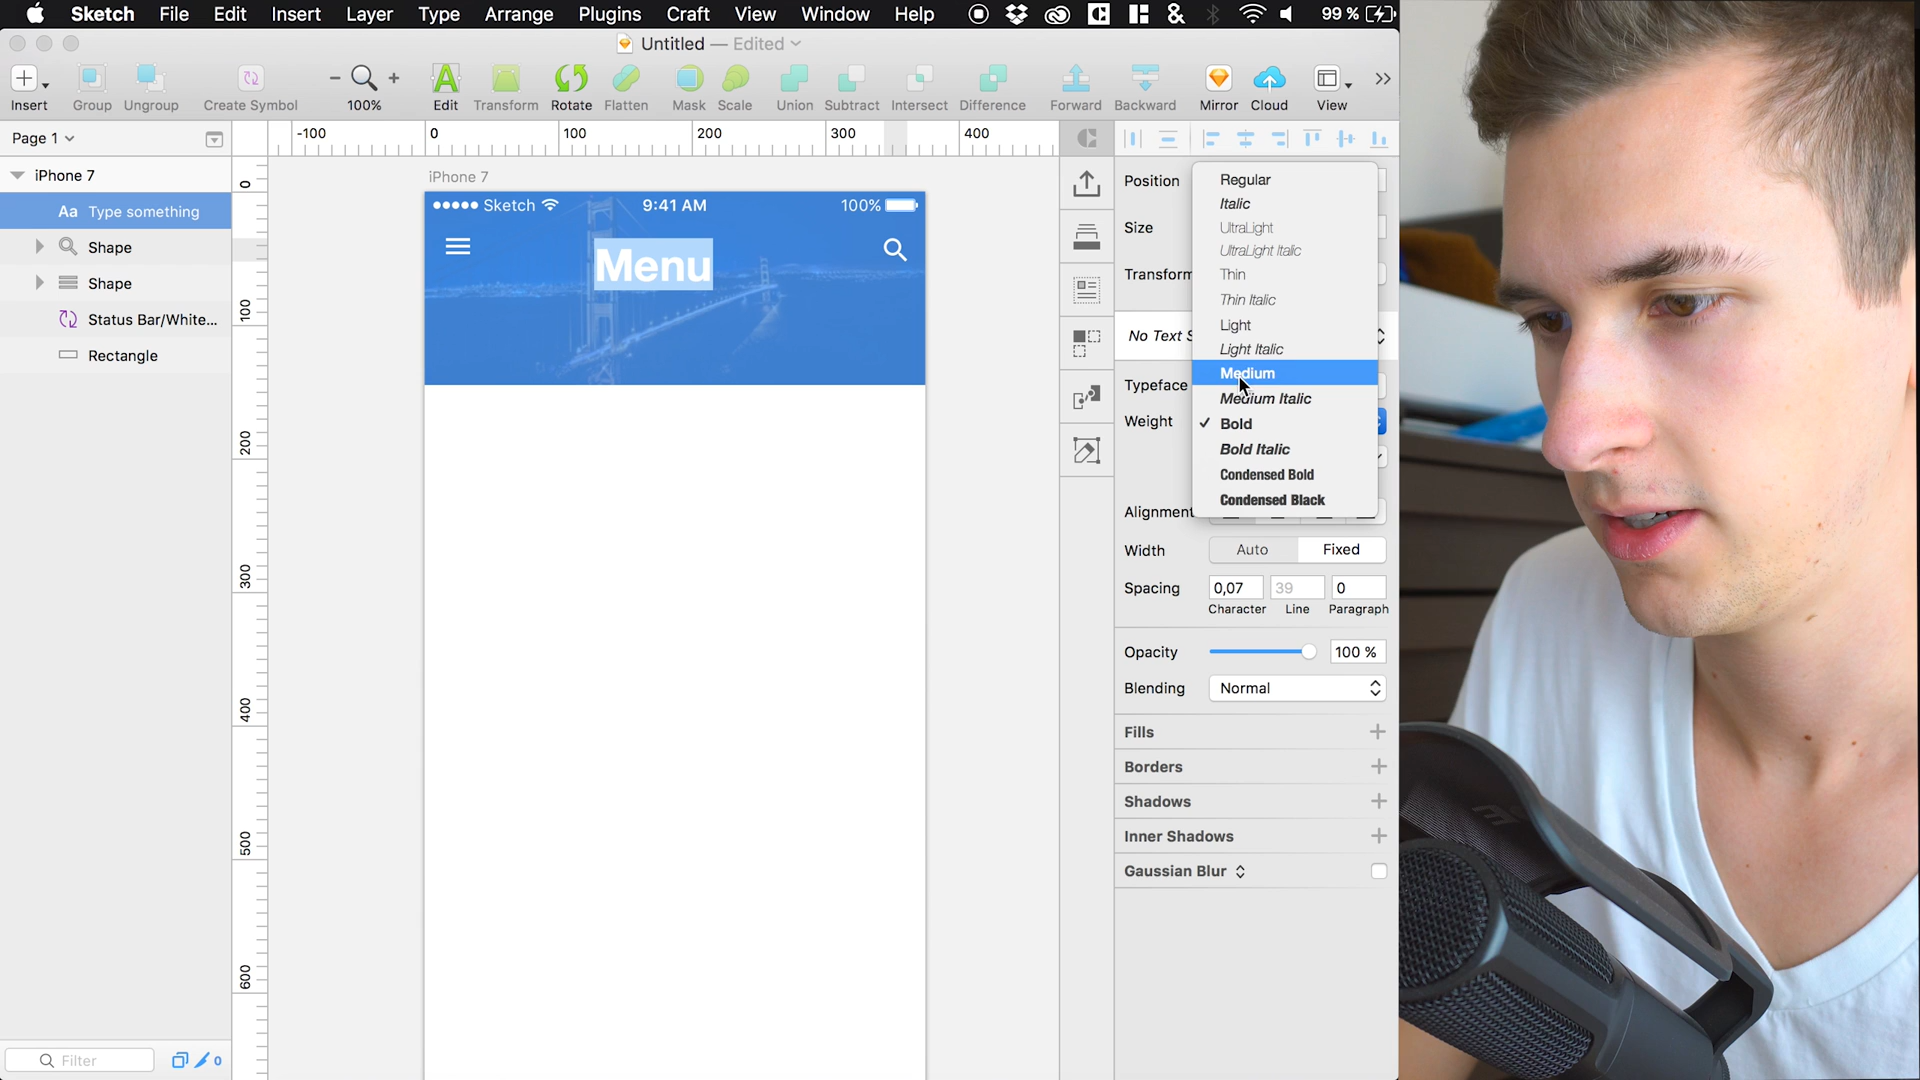 Sketch File Edit Insert Layer Type Arrange Plugins Craft View Window Help 99 %
Untitled — Edited
Insert Group Ungroup Create Symbol 100% Edit Transform Rotate Flatten Mask Scale Union Subtract Intersect Difference Forward Backward Mirror Cloud View
Page 1
-100 0 100 200 300 400
iPhone 7
Aa Type something
Shape
Shape
Status Bar/White...
Rectangle
Filter 0
0
100
200
300
400
500
600
iPhone 7
Sketch 9:41 AM 100%
Menu
Position
Size
Transform
No Text S
Typeface
Weight
Alignment
Regular
Italic
UltraLight
UltraLight Italic
Thin
Thin Italic
Light
Light Italic
Medium
Medium Italic
Bold
Bold Italic
Condensed Bold
Condensed Black
Width Auto Fixed
Spacing 0,07 39 0
Character Line Paragraph
Opacity 100 %
Blending Normal
Fills
Borders
Shadows
Inner Shadows
Gaussian Blur